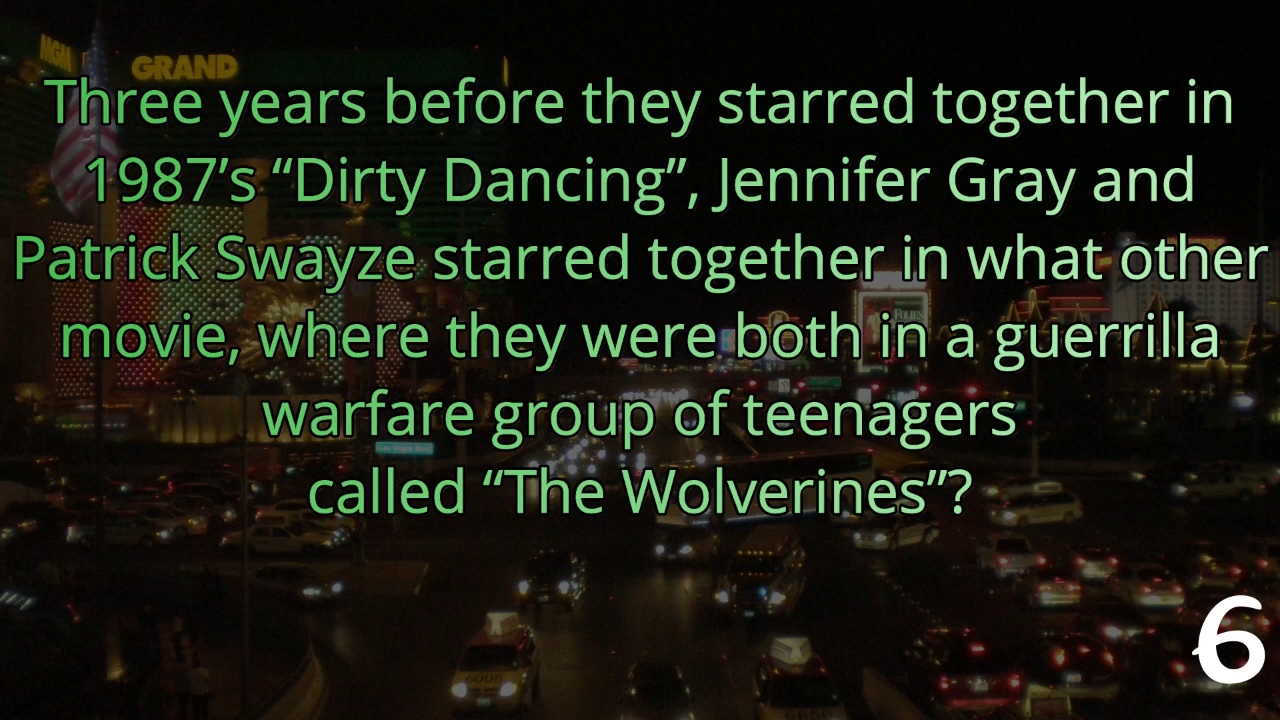 MGM GRAND
Three years before they starred together in
1987’s “Dirty Dancing”, Jennifer Gray and
Patrick Swayze starred together in what other
movie, where they were both in a guerrilla
warfare group of teenagers
called “The Wolverines”?
6